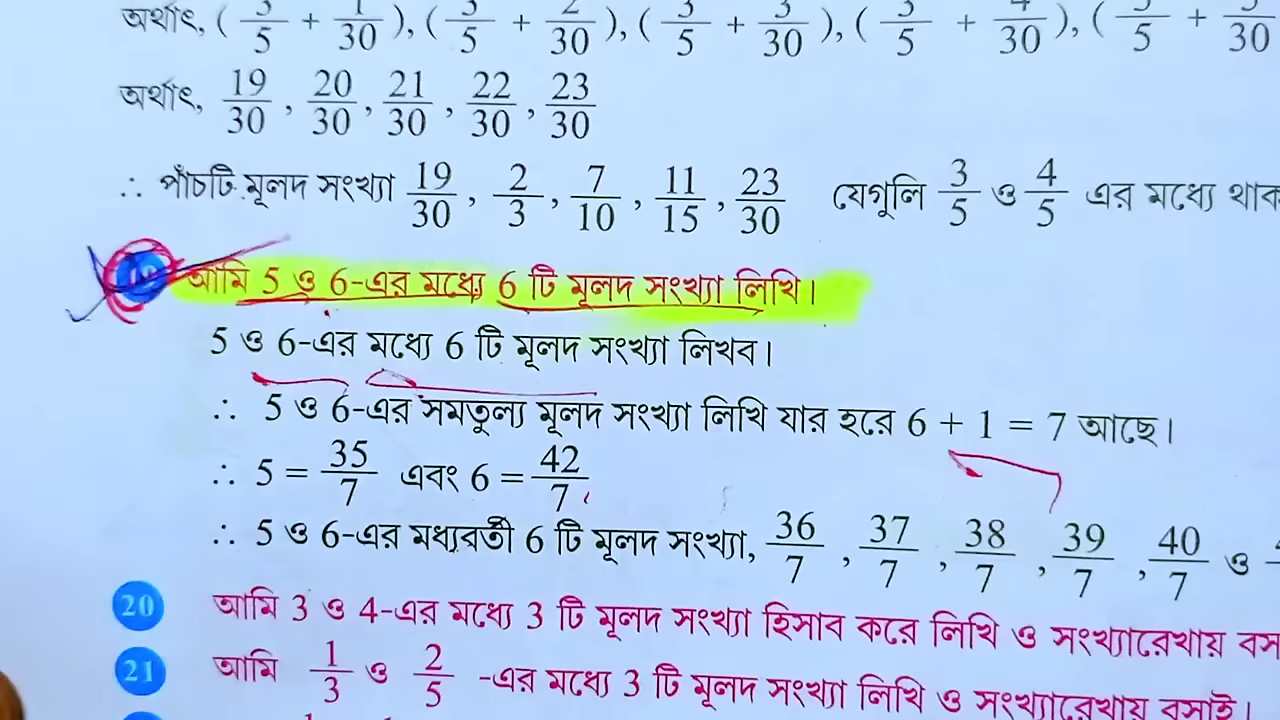 অর্থাৎ, (3/5 + 1/30), (3/5 + 2/30), (3/5 + 3/30), (3/5 + 4/30), (3/5 + 5/30
অর্থাৎ, 19/30, 20/30, 21/30, 22/30, 23/30
∴ পাঁচটি মূলদ সংখ্যা 19/30, 2/3, 7/10, 11/15, 23/30 যেগুলি 3/5 ও 4/5 এর মধ্যে
আমি 5 ও 6-এর মধ্যে 6 টি মূলদ সংখ্যা লিখি।
5 ও 6-এর মধ্যে 6 টি মূলদ সংখ্যা লিখব।
∴ 5 ও 6-এর সমতুল্য মূলদ সংখ্যা লিখি যার হরে 6 + 1 = 7 আছে।
∴ 5 = 35/7 এবং 6 = 42/7
∴ 5 ও 6-এর মধ্যবর্তী 6 টি মূলদ সংখ্যা, 36/7, 37/7, 38/7, 39/7, 40/7 ও
20 আমি 3 ও 4-এর মধ্যে 3 টি মূলদ সংখ্যা হিসাব করে লিখি ও সংখ্যারেখায়
21 আমি 1/3 ও 2/5 -এর মধ্যে 3 টি মূলদ সংখ্যা লিখি ও সংখ্যারেখায় বসাই।